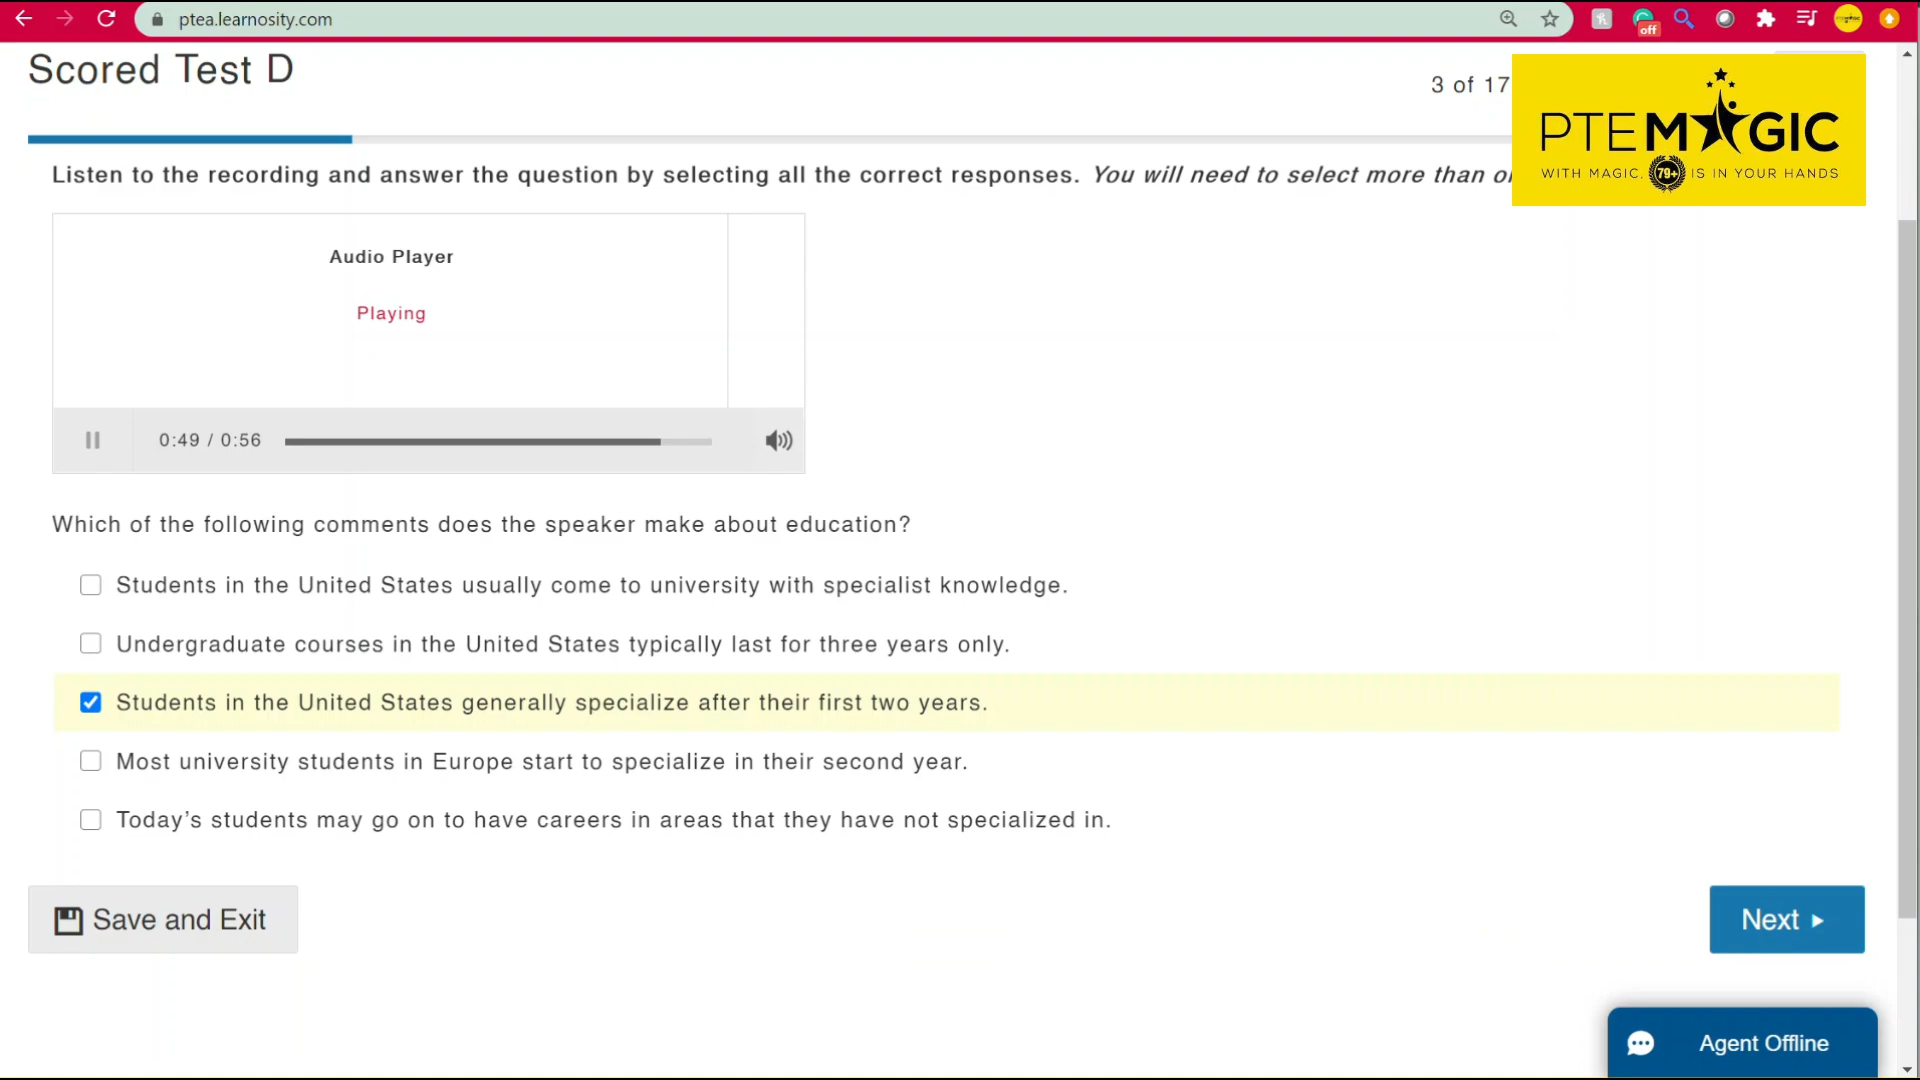 ptea.learnosity.com
off
Scored Test D
3 of 17
PTEMAGIC
WITH MAGIC, 79+ IS IN YOUR HANDS
Listen to the recording and answer the question by selecting all the correct responses. You will need to select more than
Audio Player
Playing
0:49 / 0:56
Which of the following comments does the speaker make about education?
Students in the United States usually come to university with specialist knowledge.
Undergraduate courses in the United States typically last for three years only.
Students in the United States generally specialize after their first two years.
Most university students in Europe start to specialize in their second year.
Today’s students may go on to have careers in areas that they have not specialized in.
Save and Exit
Next
Agent Offline